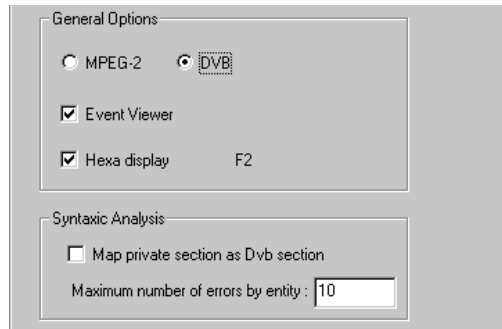 General Options
MPEG-2 DVB
Event Viewer
Hexa display F2
Syntaxic Analysis
Map private section as Dvb section
Maximum number of errors by entity : 10